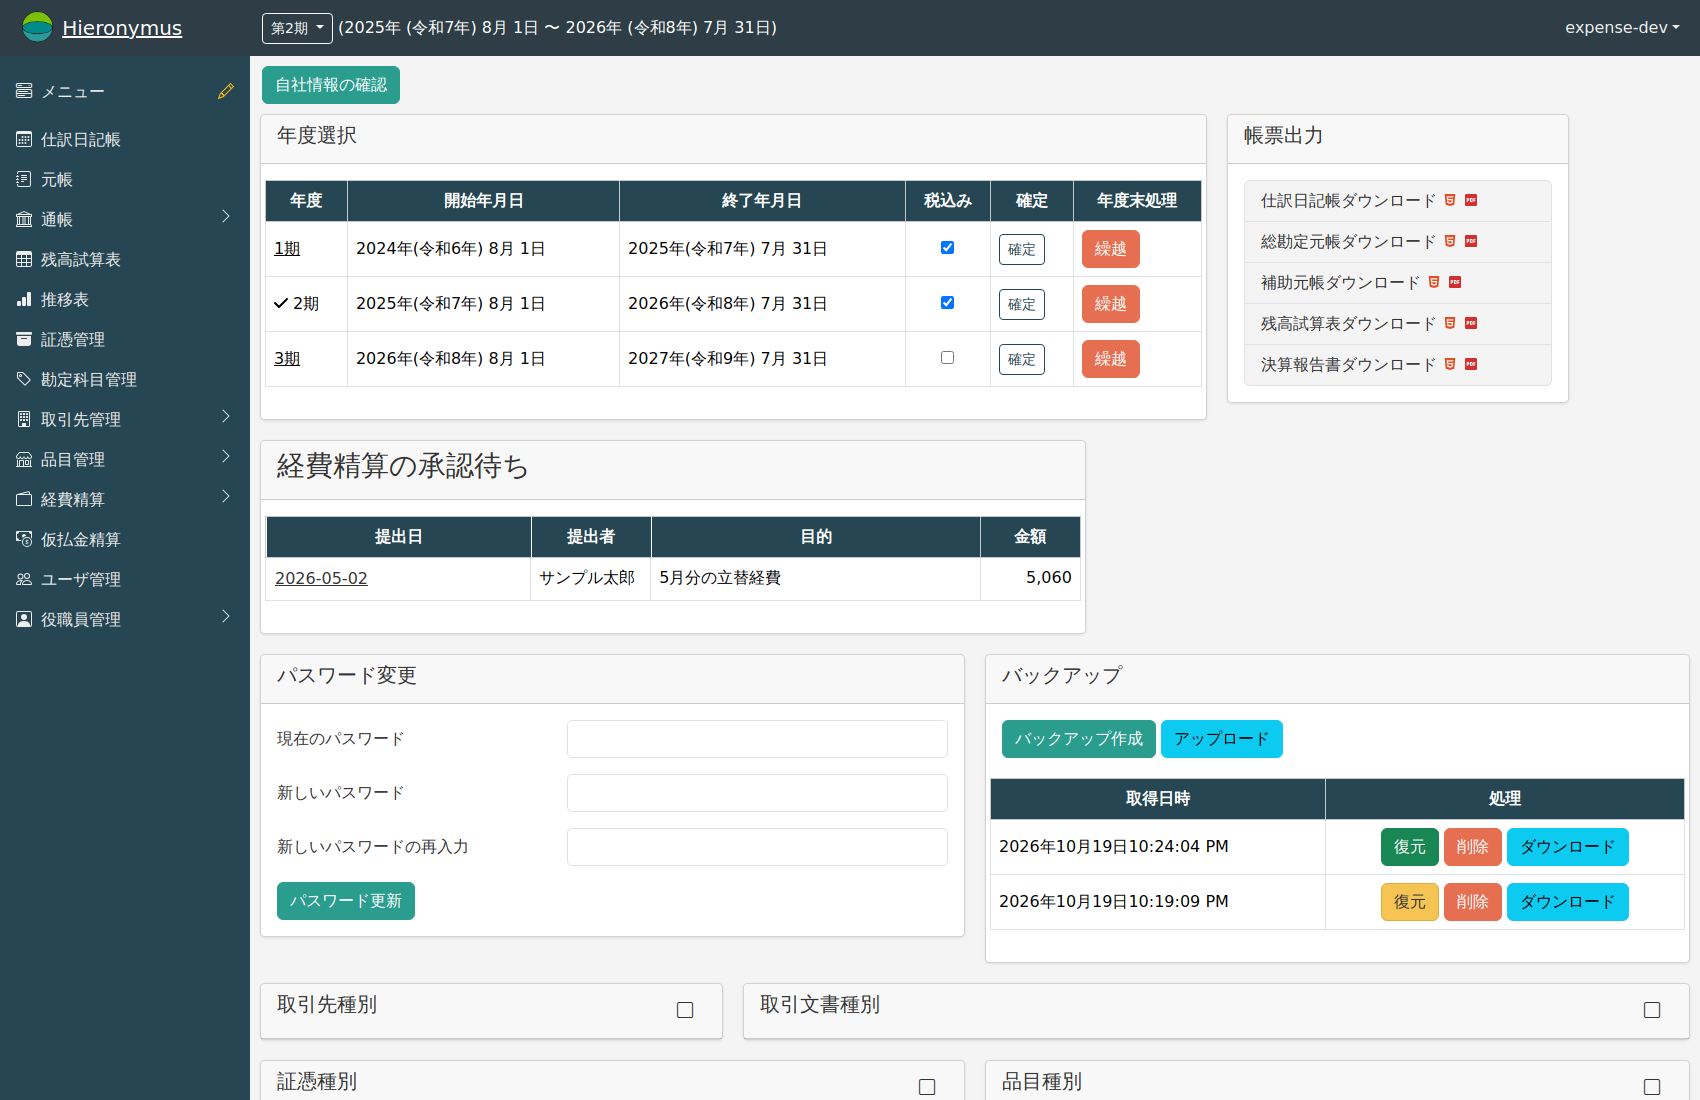 Hieronymus
第2期 (2025年 (令和7年) 8月 1日 〜 2026年 (令和8年) 7月 31日)
expense-dev
メニュー
仕訳日記帳
元帳
通帳
残高試算表
推移表
証憑管理
勘定科目管理
取引先管理
品目管理
経費精算
仮払金精算
ユーザ管理
役職員管理
自社情報の確認
年度選択
年度 開始年月日 終了年月日 税込み 確定 年度末処理
1期 2024年(令和6年) 8月 1日 2025年(令和7年) 7月 31日 確定 繰越
2期 2025年(令和7年) 8月 1日 2026年(令和8年) 7月 31日 確定 繰越
3期 2026年(令和8年) 8月 1日 2027年(令和9年) 7月 31日 確定 繰越
帳票出力
仕訳日記帳ダウンロード
総勘定元帳ダウンロード
補助元帳ダウンロード
残高試算表ダウンロード
決算報告書ダウンロード
経費精算の承認待ち
提出日 提出者 目的 金額
2026-05-02 サンプル太郎 5月分の立替経費 5,060
パスワード変更
現在のパスワード
新しいパスワード
新しいパスワードの再入力
パスワード更新
バックアップ
バックアップ作成 アップロード
取得日時 処理
2026年10月19日10:24:04 PM 復元 削除 ダウンロード
2026年10月19日10:19:09 PM 復元 削除 ダウンロード
取引先種別
取引文書種別
証憑種別
品目種別